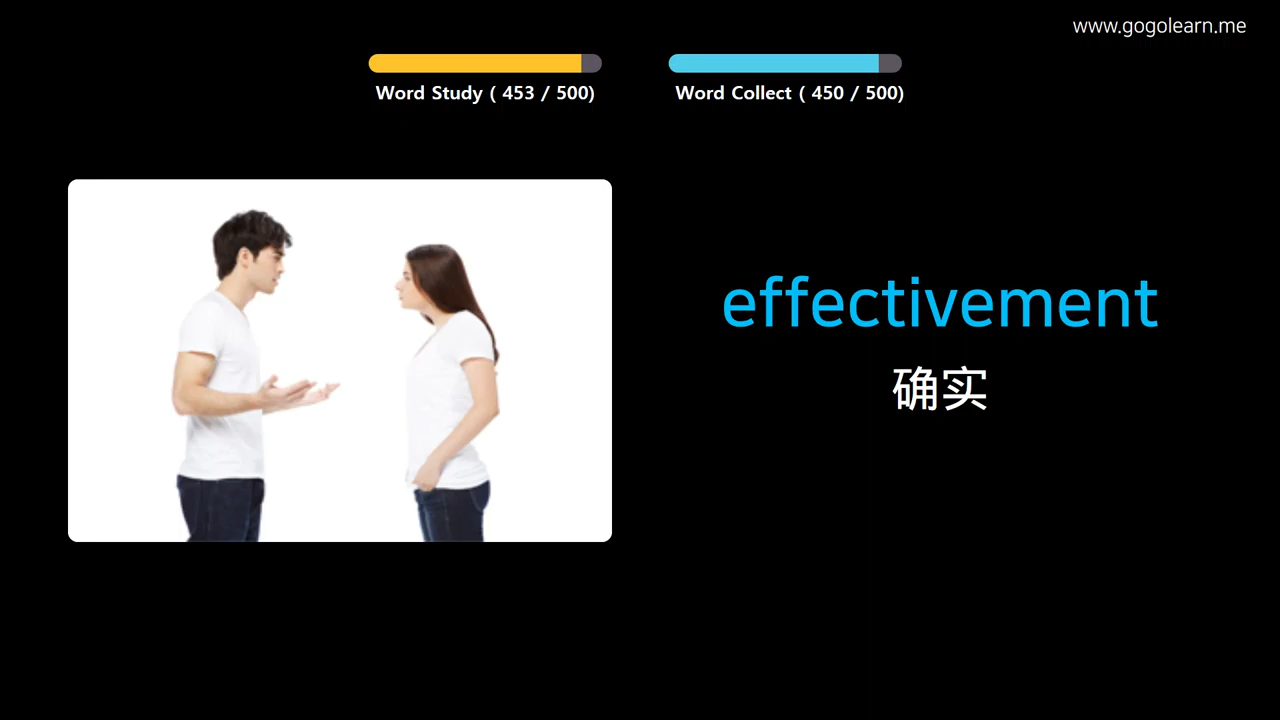 www.gogolearn.me
Word Study ( 453 / 500)
Word Collect ( 450 / 500)
effectivement
确实